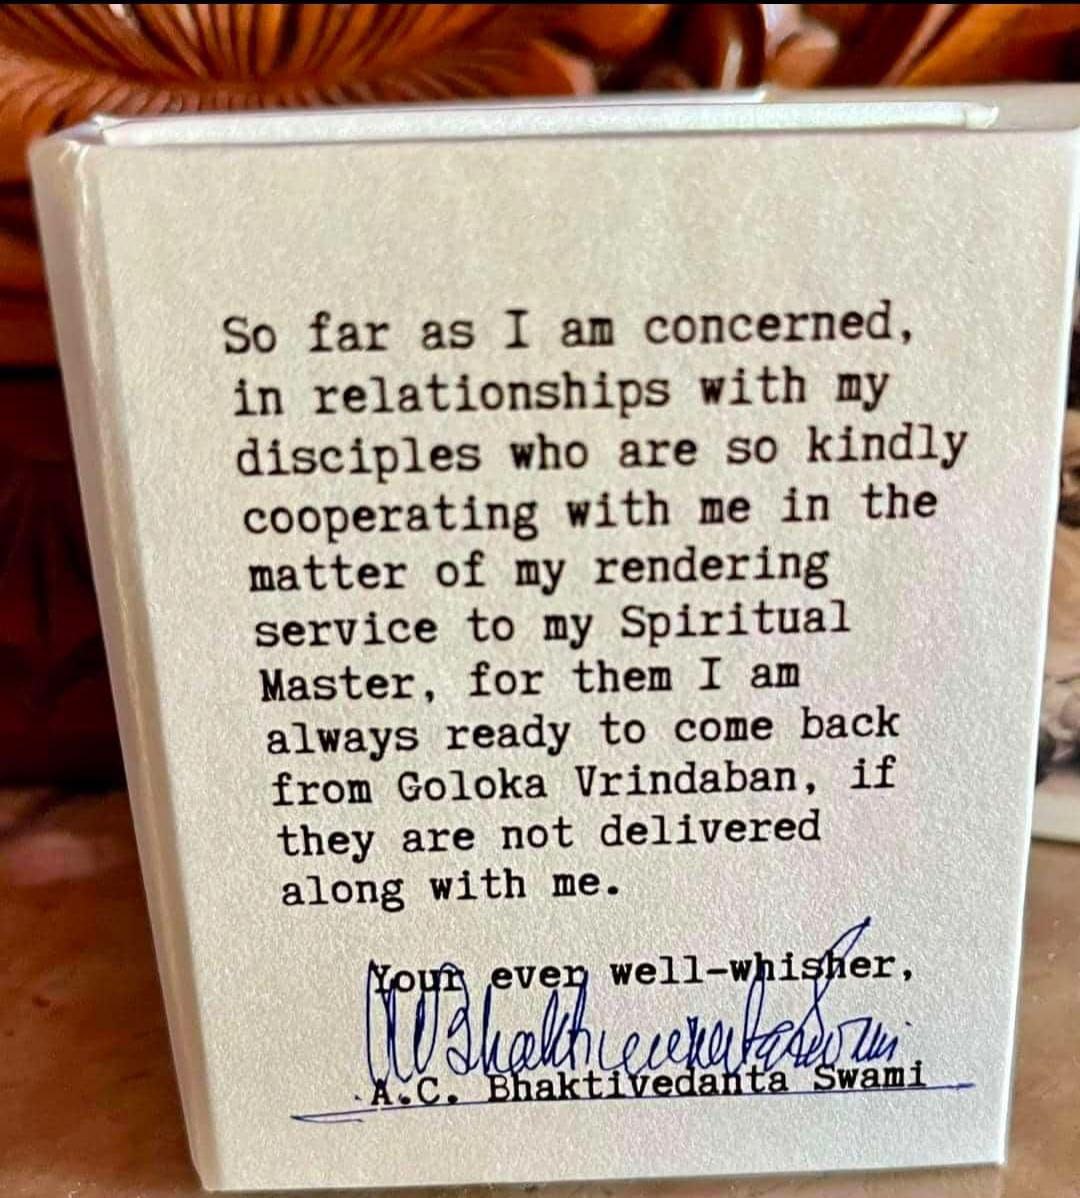 So far as I am concerned,
in relationships with my
disciples who are so kindly
cooperating with me in the
matter of my rendering
service to my Spiritual
Master, for them I am
always ready to come back
from Goloka Vrindaban, if
they are not delivered
along with me.
Your ever well-whisher,
A.C. Bhaktivedanta Swami